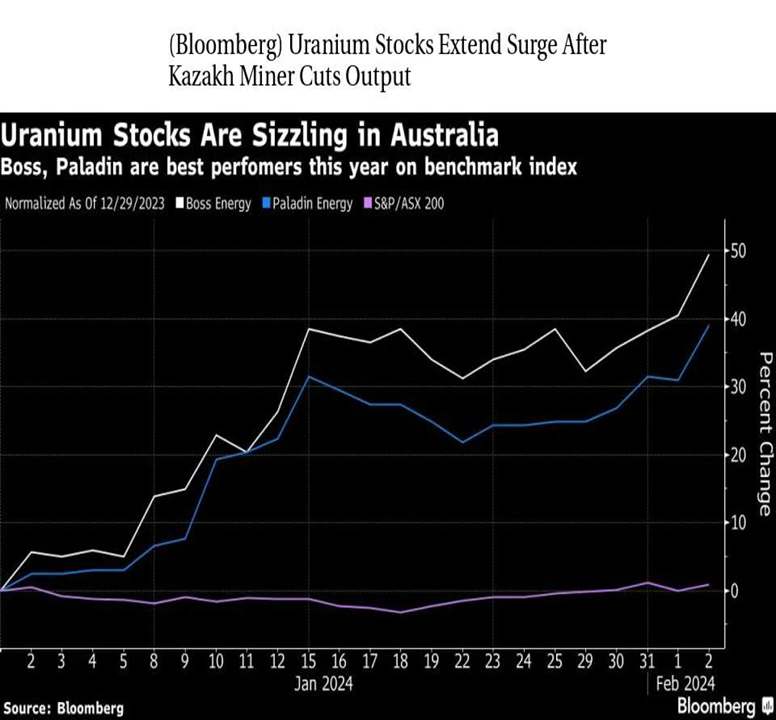 (Bloomberg) Uranium Stocks Extend Surge After
Kazakh Miner Cuts Output
Uranium Stocks Are Sizzling in Australia
Boss, Paladin are best perfomers this year on benchmark index
Normalized As Of 12/29/2023 Boss Energy Paladin Energy S&P/ASX 200
50
40
30
20
10
0
Percent Change
2 3 4 5 8 9 10 11 12 15 16 17 18 19 22 23 24 25 29 30 31 1 2
Jan 2024 Feb 2024
Source: Bloomberg
Bloomberg